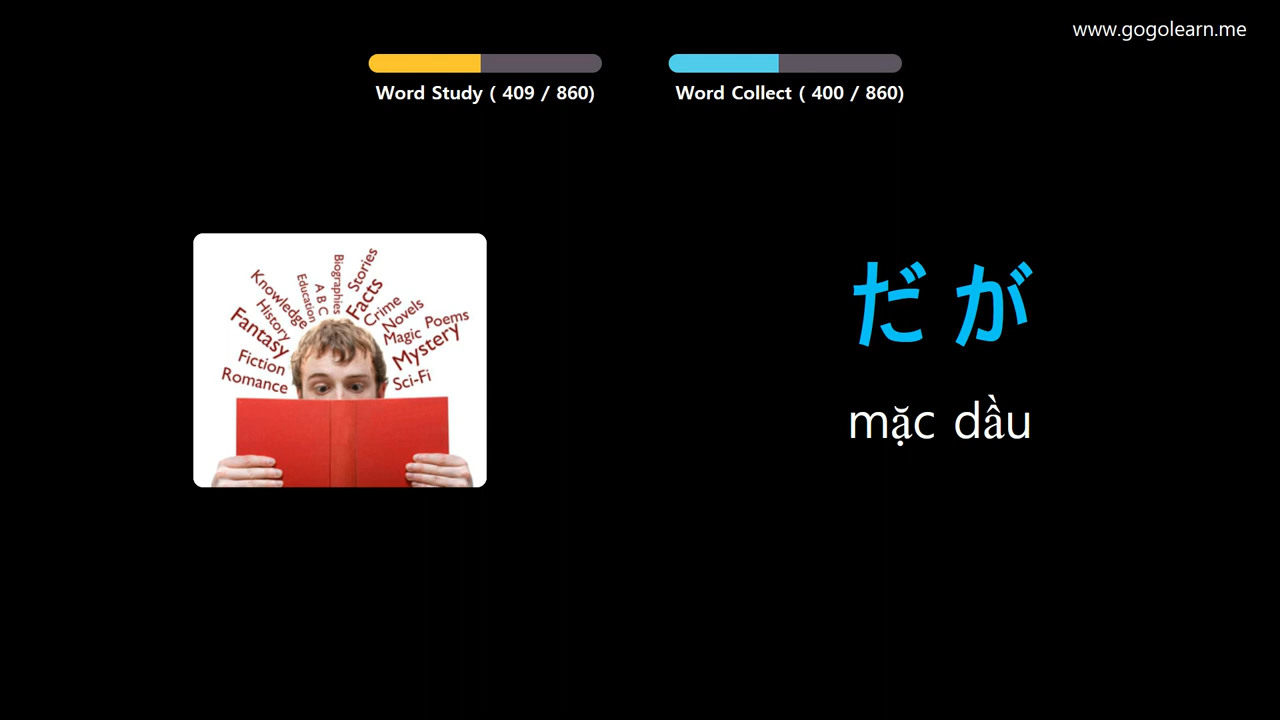 www.gogolearn.me
Word Study ( 409 / 860)
Word Collect ( 400 / 860)
Knowledge
History
Fantasy
Fiction
Romance
Education
A B C
Biographies
Stories
Facts
Crime
Novels
Magic
Poems
Mystery
Sci-Fi
だが
mặc dầu